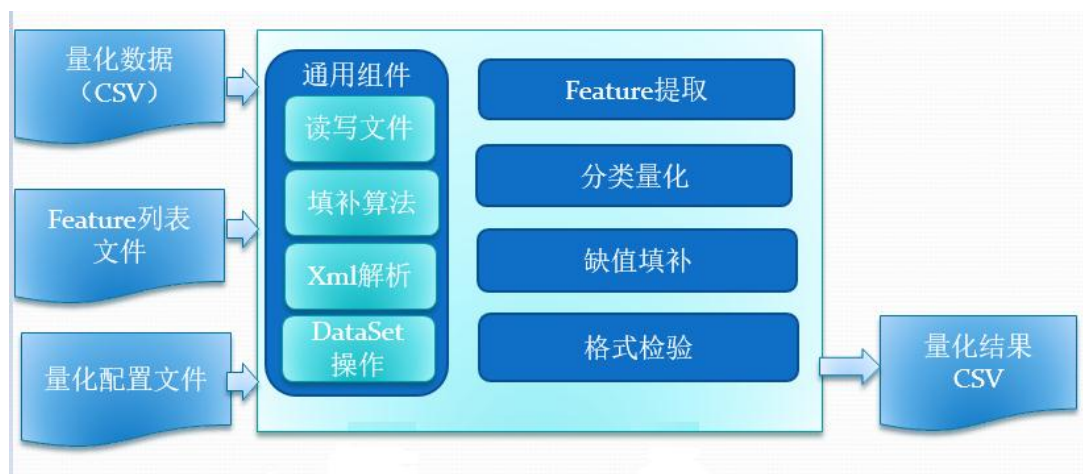 量化数据
（CSV）
Feature列表
文件
量化配置文件
通用组件
读写文件
填补算法
Xml解析
DataSet
操作
Feature提取
分类量化
缺值填补
格式检验
量化结果
CSV